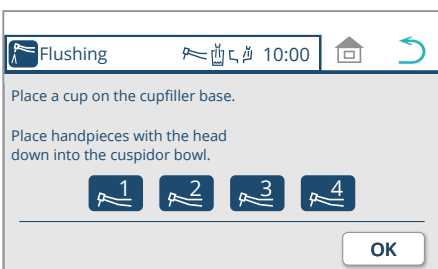 Flushing 10:00
Place a cup on the cupfiller base.
Place handpieces with the head
down into the cuspidor bowl.
1 2 3 4
OK